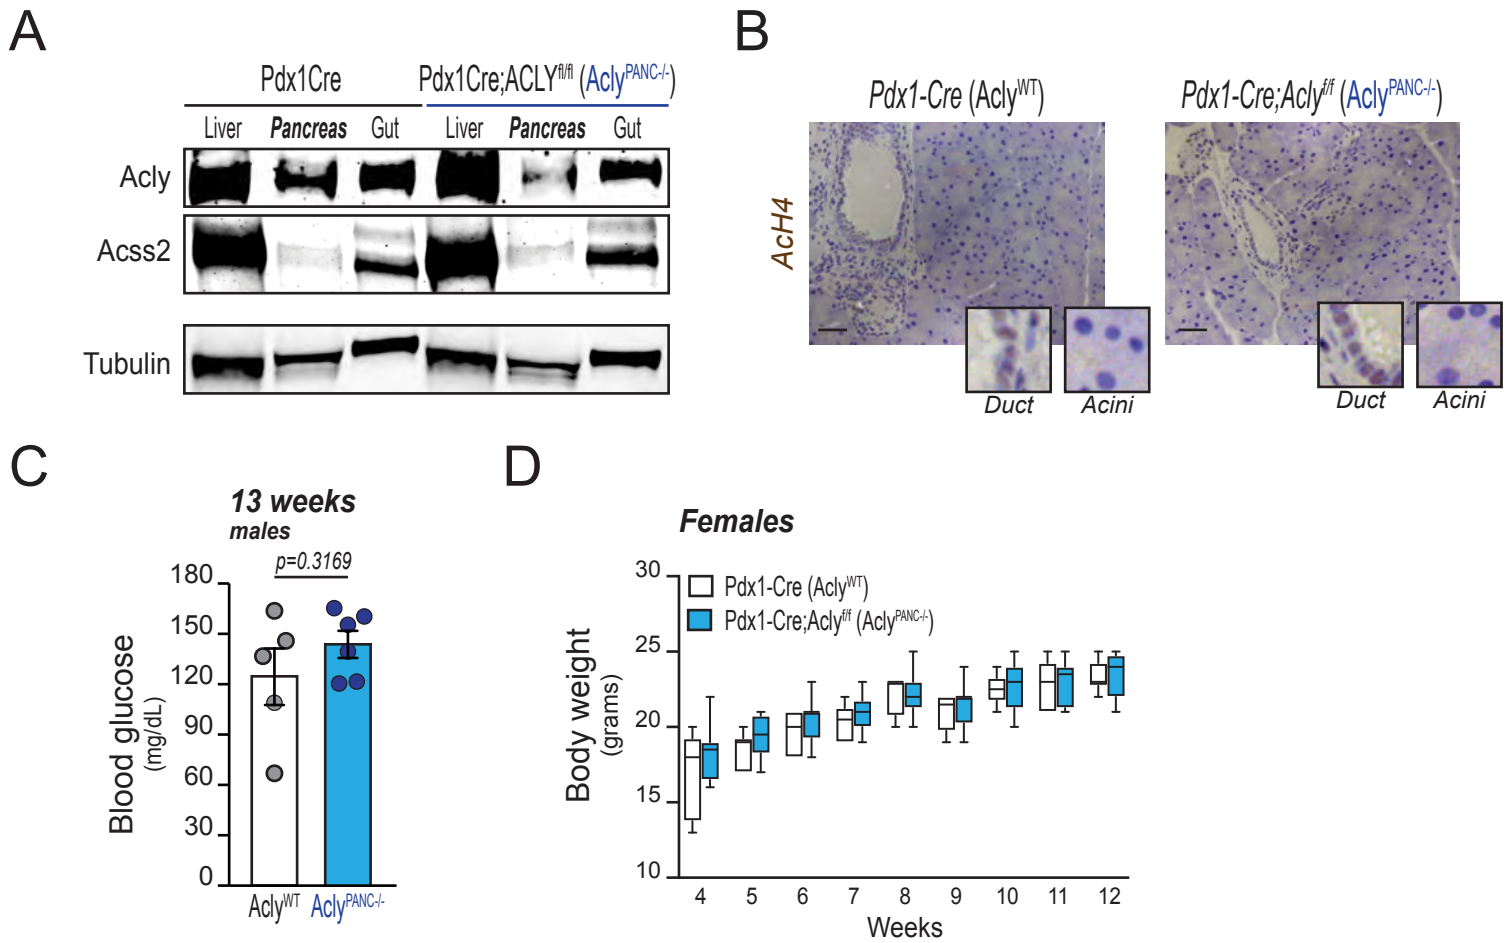 A
Pdx1Cre
Pdx1Cre;ACLYfl/fl (AclyPANC-/-)
Liver Pancreas Gut Liver Pancreas Gut
Acly
Acss2
Tubulin
B
Pdx1-Cre (AclyWT)
Pdx1-Cre;Aclyf/f (AclyPANC-/-)
AcH4
Duct Acini
Duct Acini
C
13 weeks
males
p=0.3169
Blood glucose
(mg/dL)
180
150
120
90
60
30
0
AclyWT AclyPANC-/-
D
Females
Pdx1-Cre (AclyWT)
Pdx1-Cre;Aclyf/f (AclyPANC-/-)
Body weight
(grams)
30
25
20
15
10
4 5 6 7 8 9 10 11 12
Weeks